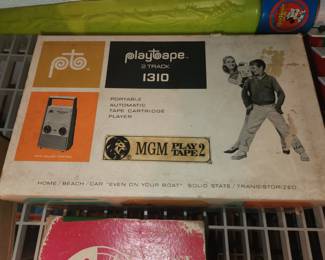 pt
playtape
2 TRACK
1310
PORTABLE
AUTOMATIC
TAPE CARTRIDGE
PLAYER
MGM PLAY TAPE 2
HOME/BEACH/CAR "EVEN ON YOUR BOAT" SOLID STATE/TRANSISTORIZED